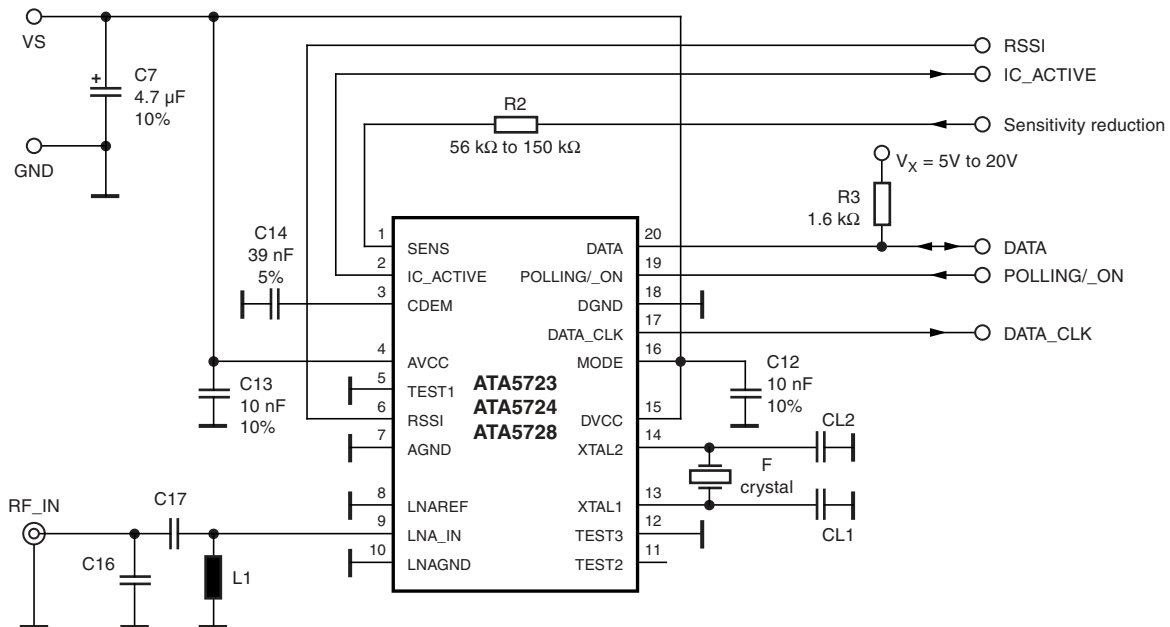 VS
C7
4.7 µF
10%
+
GND
RSSI
IC_ACTIVE
R2
56 kΩ to 150 kΩ
Sensitivity reduction
VX = 5V to 20V
R3
1.6 kΩ
C14
39 nF
5%
1
SENS
DATA
20
DATA
2
IC_ACTIVE
POLLING/_ON
19
POLLING/_ON
3
CDEM
DGND
18
DATA_CLK
17
DATA_CLK
4
AVCC
MODE
16
C13
10 nF
10%
5
TEST1
ATA5723
ATA5724
ATA5728
C12
10 nF
10%
6
RSSI
DVCC
15
7
AGND
XTAL2
14
CL2
F
crystal
8
LNAREF
XTAL1
13
CL1
RF_IN
C17
9
LNA_IN
TEST3
12
C16
L1
10
LNAGND
TEST2
11